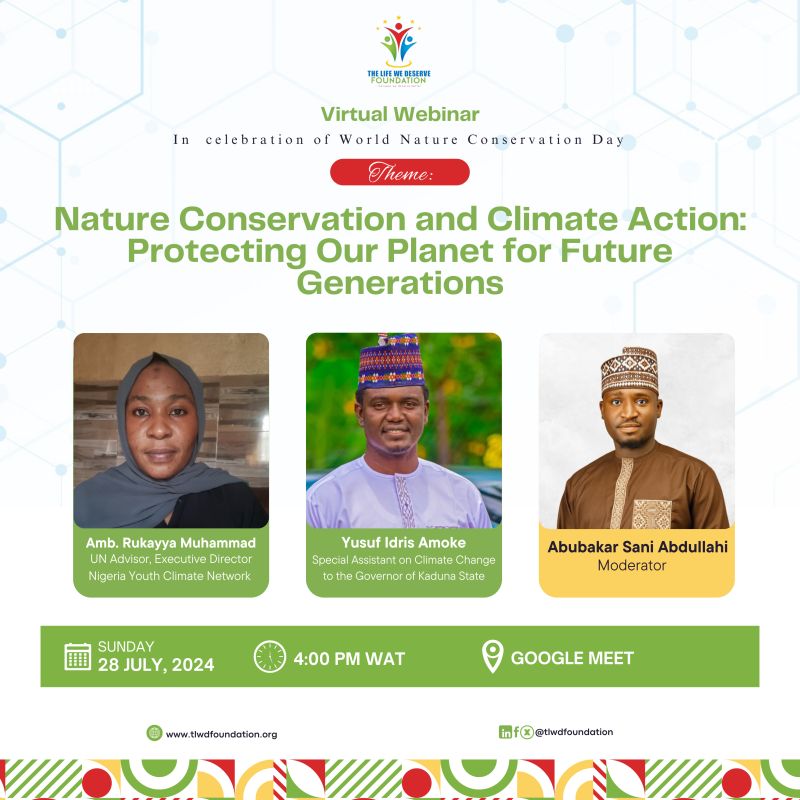 THE LIFE WE DESERVE
FOUNDATION
Virtual Webinar
In celebration of World Nature Conservation Day
Theme:
Nature Conservation and Climate Action:
Protecting Our Planet for Future
Generations
Amb. Rukayya Muhammad
UN Advisor, Executive Director
Nigeria Youth Climate Network
Yusuf Idris Amoke
Special Assistant on Climate Change
to the Governor of Kaduna State
Abubakar Sani Abdullahi
Moderator
SUNDAY
28 JULY, 2024
4:00 PM WAT
GOOGLE MEET
www.tlwdfoundation.org
@tlwdfoundation